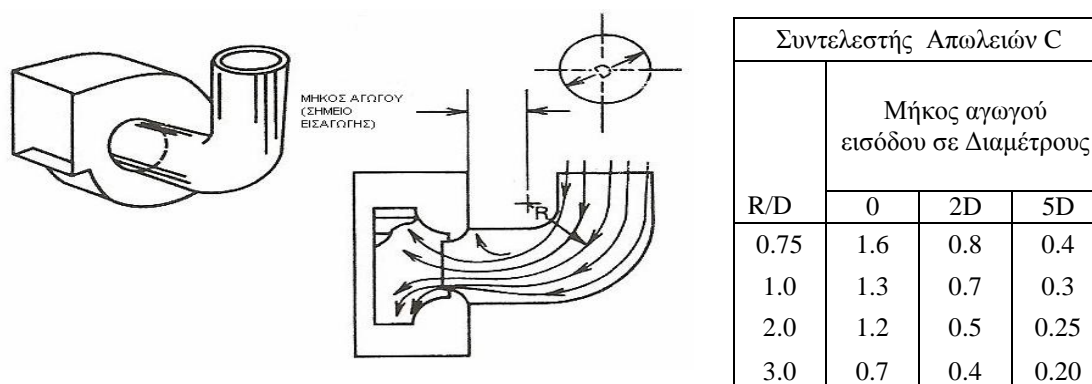 ΜΗΚΟΣ ΑΓΩΓΟΥ
(ΣΗΜΕΙΟ
ΕΙΣΑΓΩΓΗΣ)
D
R
Συντελεστής Απωλειών C
Μήκος αγωγού
εισόδου σε Διαμέτρους
R/D 0 2D 5D
0.75 1.6 0.8 0.4
1.0 1.3 0.7 0.3
2.0 1.2 0.5 0.25
3.0 0.7 0.4 0.20